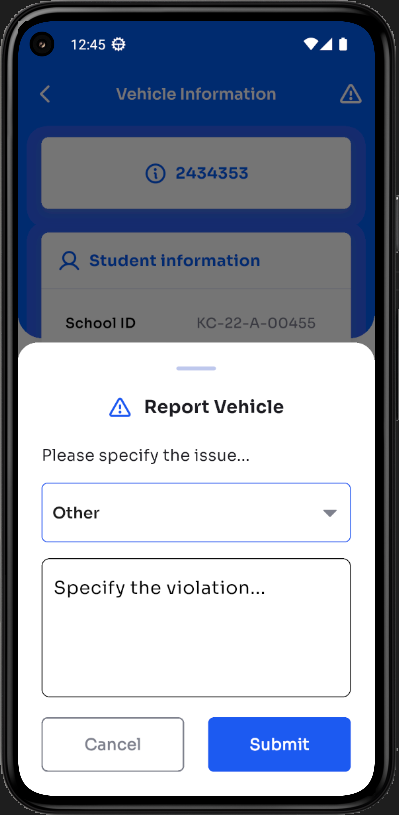 12:45
Vehicle Information
2434353
Student information
School ID KC-22-A-00455
Report Vehicle
Please specify the issue...
Other
Specify the violation...
Cancel Submit